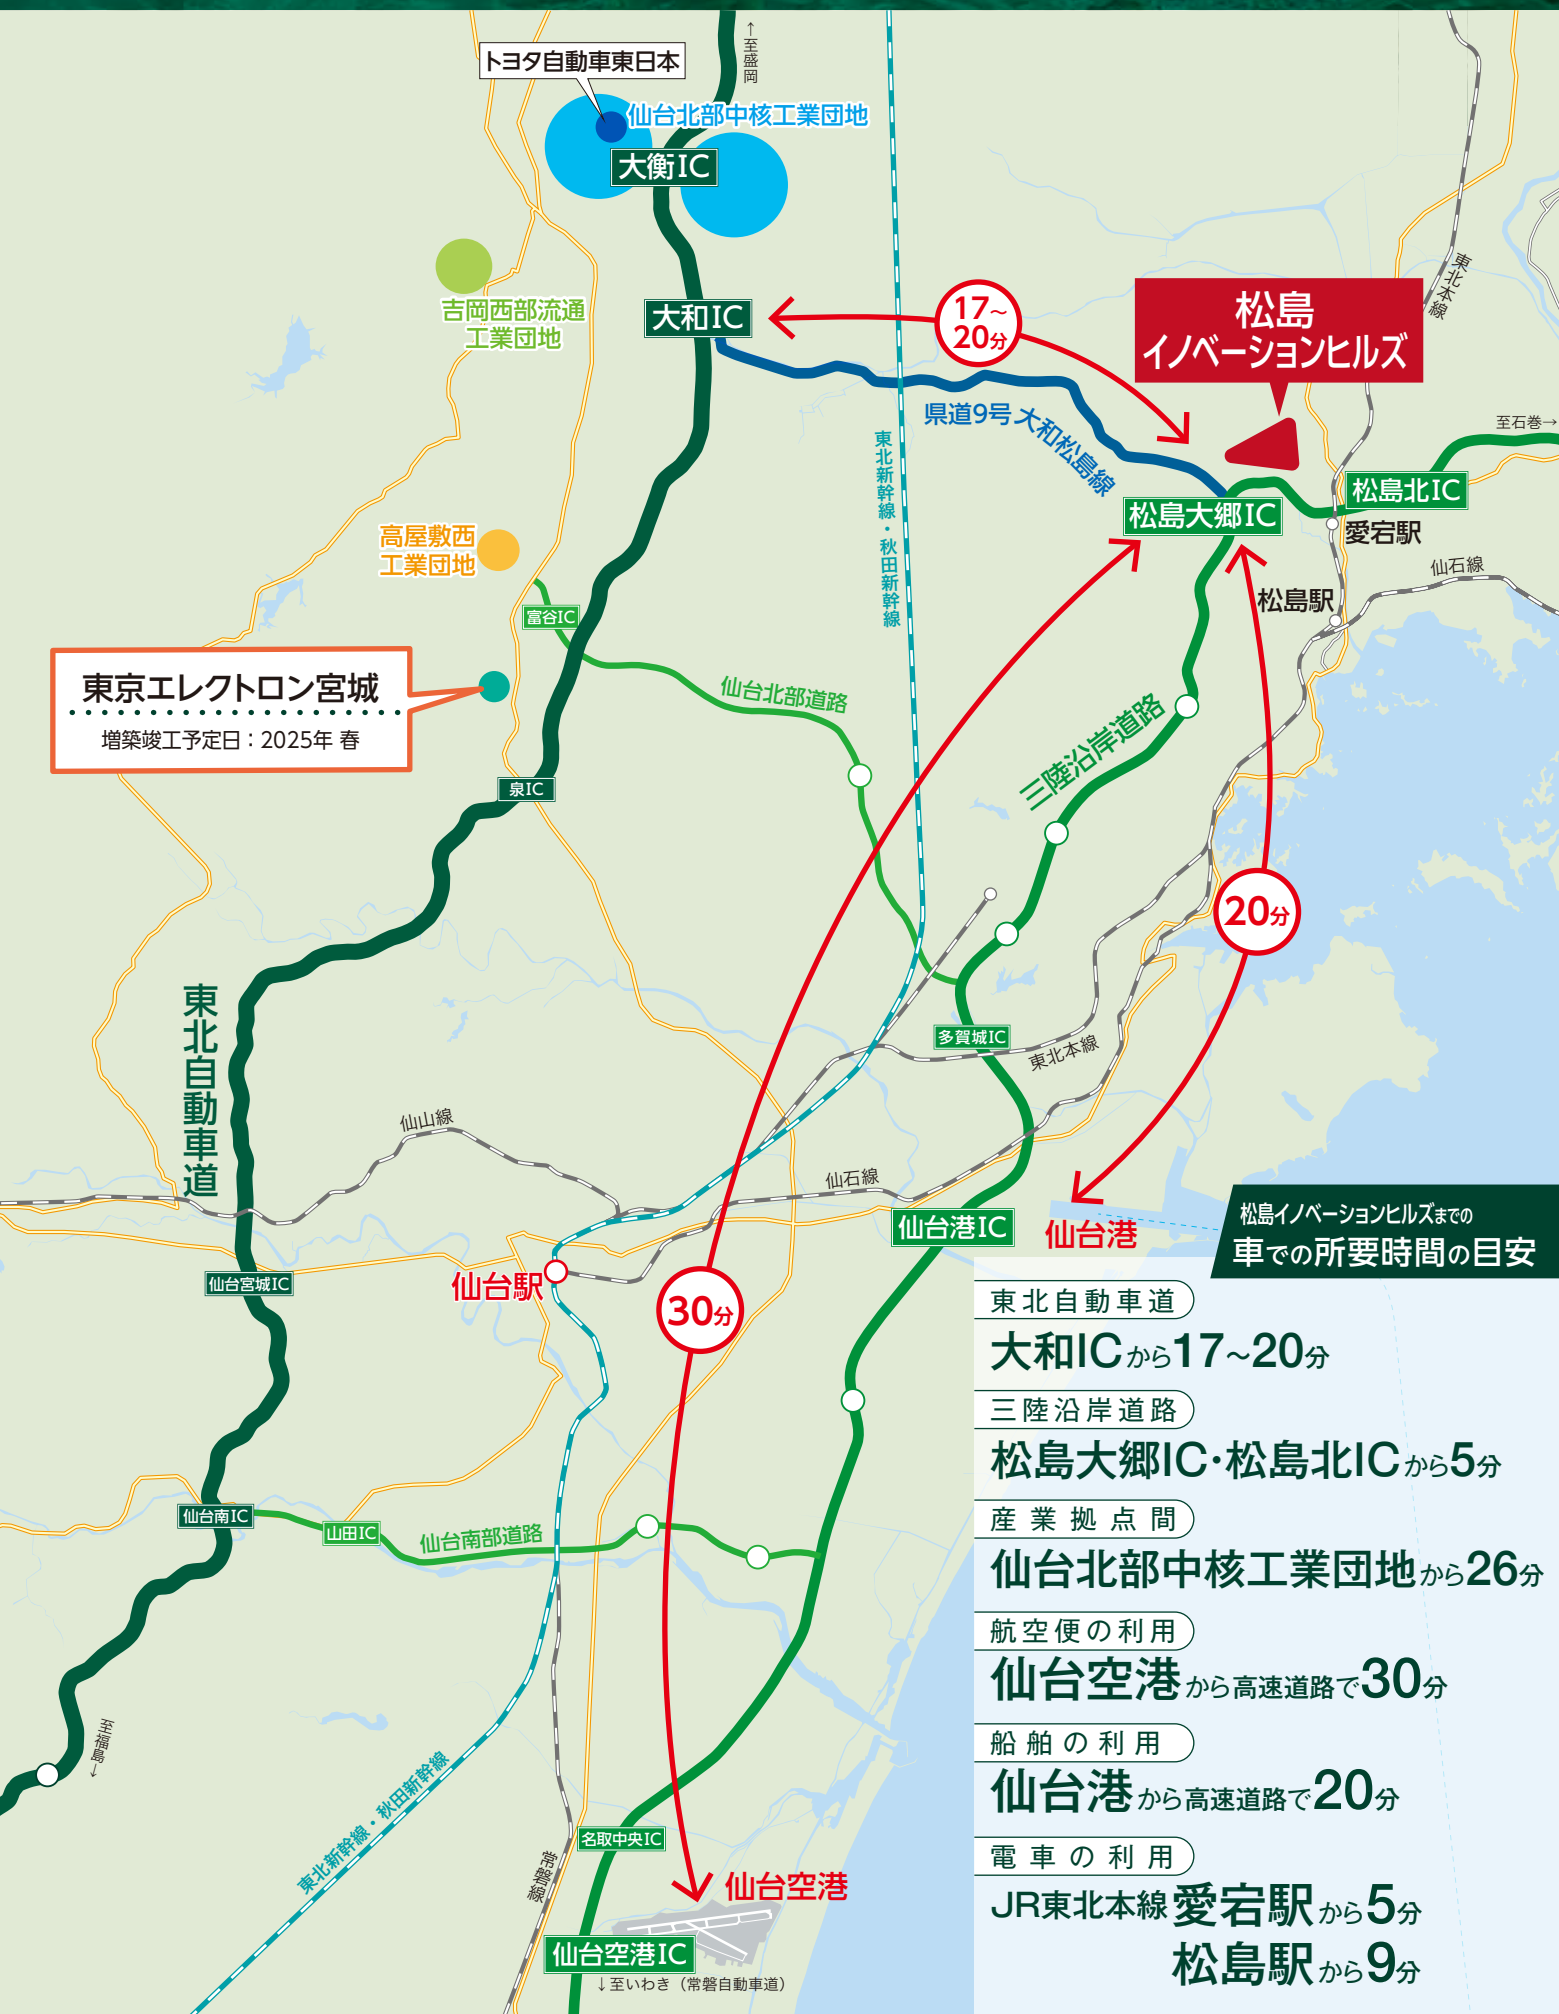 ↑至盛岡
トヨタ自動車東日本
仙台北部中核工業団地
大衡IC
吉岡西部流通
工業団地
大和IC
17～
20分
松島
イノベーションヒルズ
東北本線
県道9号 大和松島線
至石巻→
東北新幹線・秋田新幹線
松島北IC
松島大郷IC
愛宕駅
高屋敷西
工業団地
仙石線
松島駅
富谷IC
東京エレクトロン宮城
増築竣工予定日：2025年 春
仙台北部道路
三陸沿岸道路
泉IC
20分
東北自動車道
多賀城IC
東北本線
仙山線
仙石線
仙台港IC
仙台港
仙台宮城IC
仙台駅
30分
仙台南IC
山田IC
仙台南部道路
至福島→
東北新幹線・秋田新幹線
常磐線
名取中央IC
仙台空港
仙台空港IC
↓至いわき（常磐自動車道）
松島イノベーションヒルズまでの
車での所要時間の目安
東北自動車道
大和ICから17～20分
三陸沿岸道路
松島大郷IC・松島北ICから5分
産業拠点間
仙台北部中核工業団地から26分
航空便の利用
仙台空港から高速道路で30分
船舶の利用
仙台港から高速道路で20分
電車の利用
JR東北本線 愛宕駅から5分
松島駅から9分